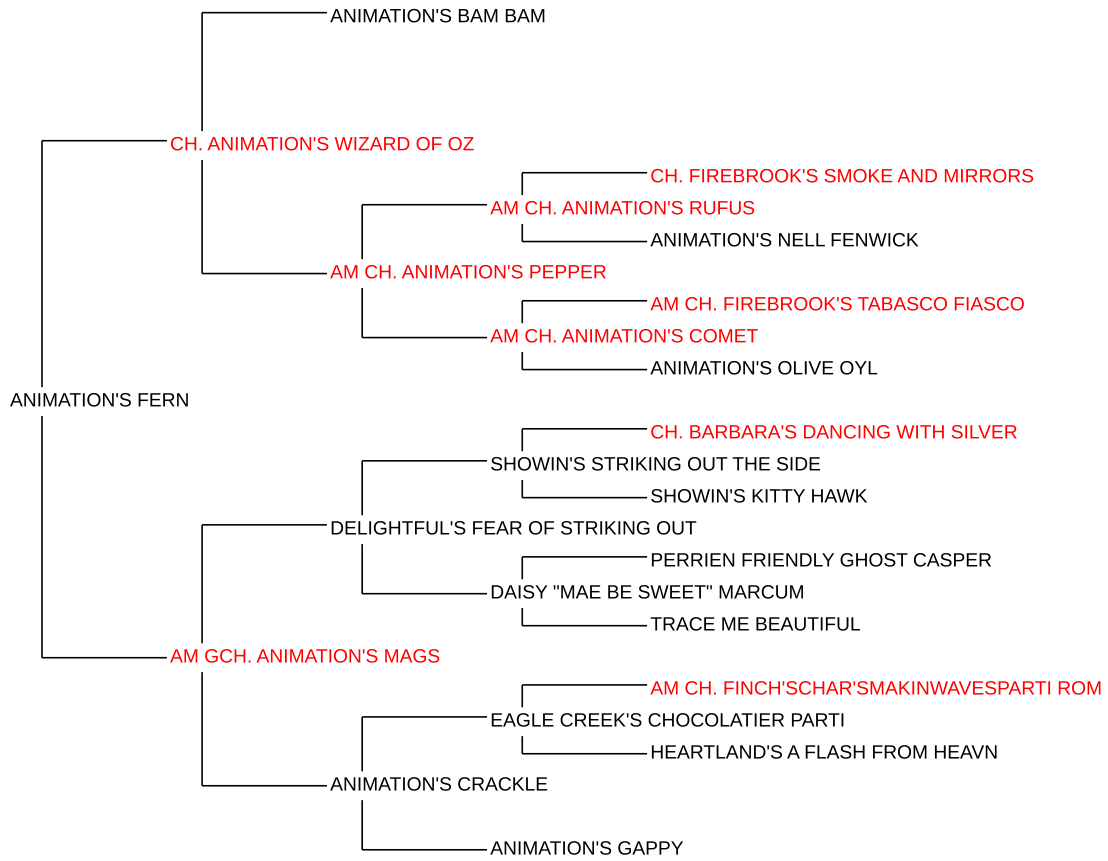 ANIMATION'S BAM BAM
CH. ANIMATION'S WIZARD OF OZ
CH. FIREBROOK'S SMOKE AND MIRRORS
AM CH. ANIMATION'S RUFUS
ANIMATION'S NELL FENWICK
AM CH. ANIMATION'S PEPPER
AM CH. FIREBROOK'S TABASCO FIASCO
AM CH. ANIMATION'S COMET
ANIMATION'S OLIVE OYL
ANIMATION'S FERN
CH. BARBARA'S DANCING WITH SILVER
SHOWIN'S STRIKING OUT THE SIDE
SHOWIN'S KITTY HAWK
DELIGHTFUL'S FEAR OF STRIKING OUT
PERRIEN FRIENDLY GHOST CASPER
DAISY "MAE BE SWEET" MARCUM
TRACE ME BEAUTIFUL
AM GCH. ANIMATION'S MAGS
AM CH. FINCH'SCHAR'SMAKINWAVESPARTI ROM
EAGLE CREEK'S CHOCOLATIER PARTI
HEARTLAND'S A FLASH FROM HEAVN
ANIMATION'S CRACKLE
ANIMATION'S GAPPY